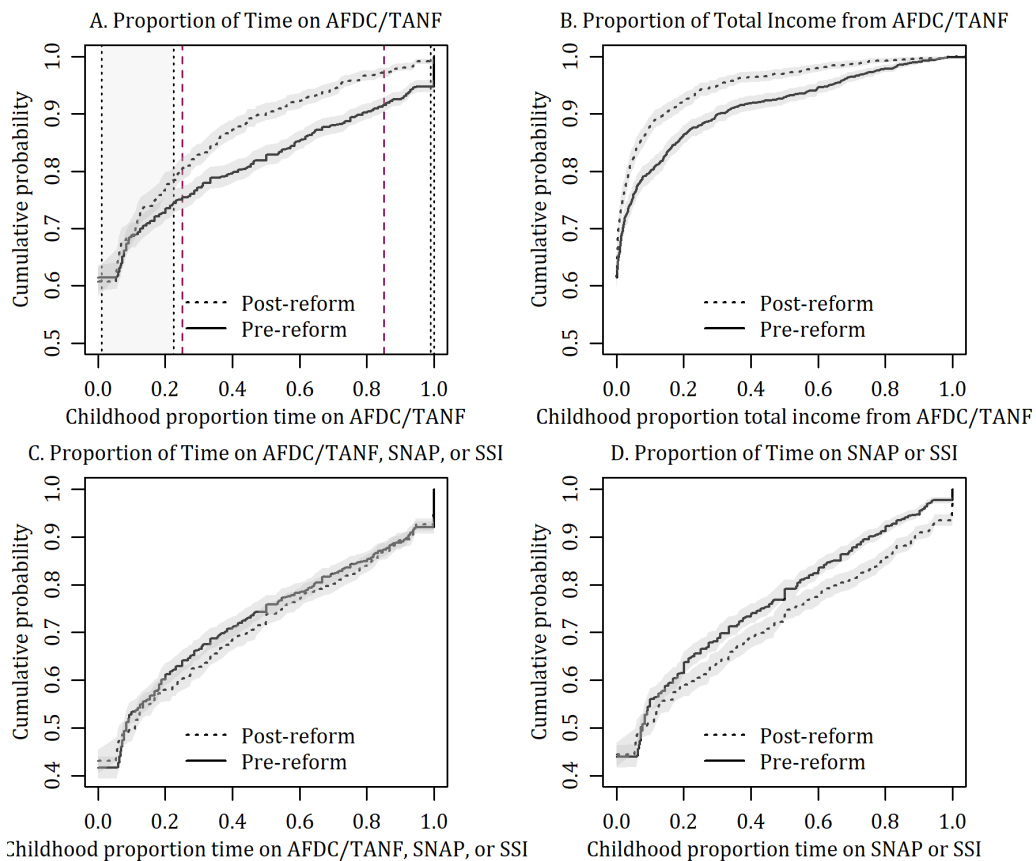 A. Proportion of Time on AFDC/TANF
Cumulative probability
1.0
0.9
0.8
0.7
0.6
0.5
Post-reform
Pre-reform
0.0 0.2 0.4 0.6 0.8 1.0
Childhood proportion time on AFDC/TANF
B. Proportion of Total Income from AFDC/TANF
Cumulative probability
1.0
0.9
0.8
0.7
0.6
0.5
Post-reform
Pre-reform
0.0 0.2 0.4 0.6 0.8 1.0
Childhood proportion total income from AFDC/TANF
C. Proportion of Time on AFDC/TANF, SNAP, or SSI
Cumulative probability
1.0
0.9
0.8
0.7
0.6
0.5
0.4
Post-reform
Pre-reform
0.0 0.2 0.4 0.6 0.8 1.0
Childhood proportion time on AFDC/TANF, SNAP, or SSI
D. Proportion of Time on SNAP or SSI
Cumulative probability
1.0
0.9
0.8
0.7
0.6
0.5
0.4
Post-reform
Pre-reform
0.0 0.2 0.4 0.6 0.8 1.0
Childhood proportion time on SNAP or SSI